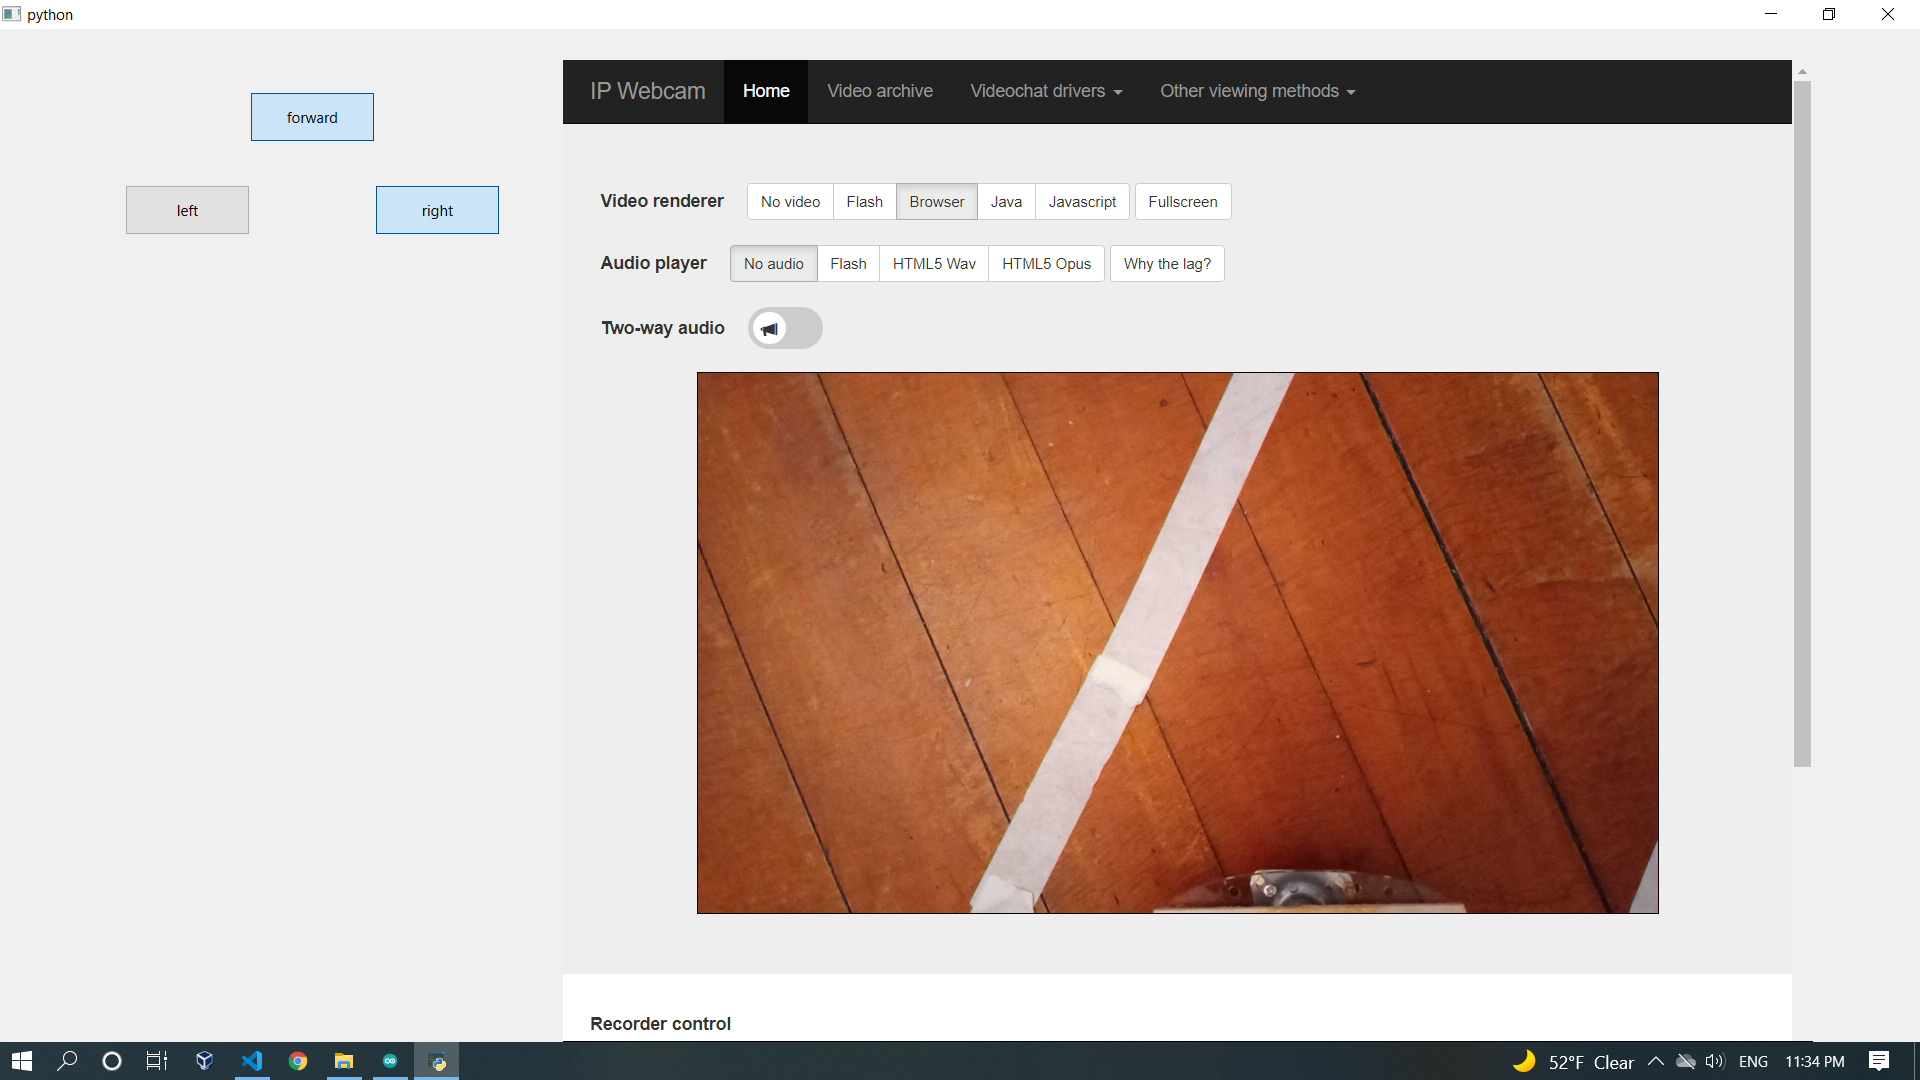 python
forward
left
right
IP Webcam Home Video archive Videochat drivers Other viewing methods
Video renderer No video Flash Browser Java Javascript Fullscreen
Audio player No audio Flash HTML5 Wav HTML5 Opus Why the lag?
Two-way audio
Recorder control
52°F Clear ENG 11:34 PM